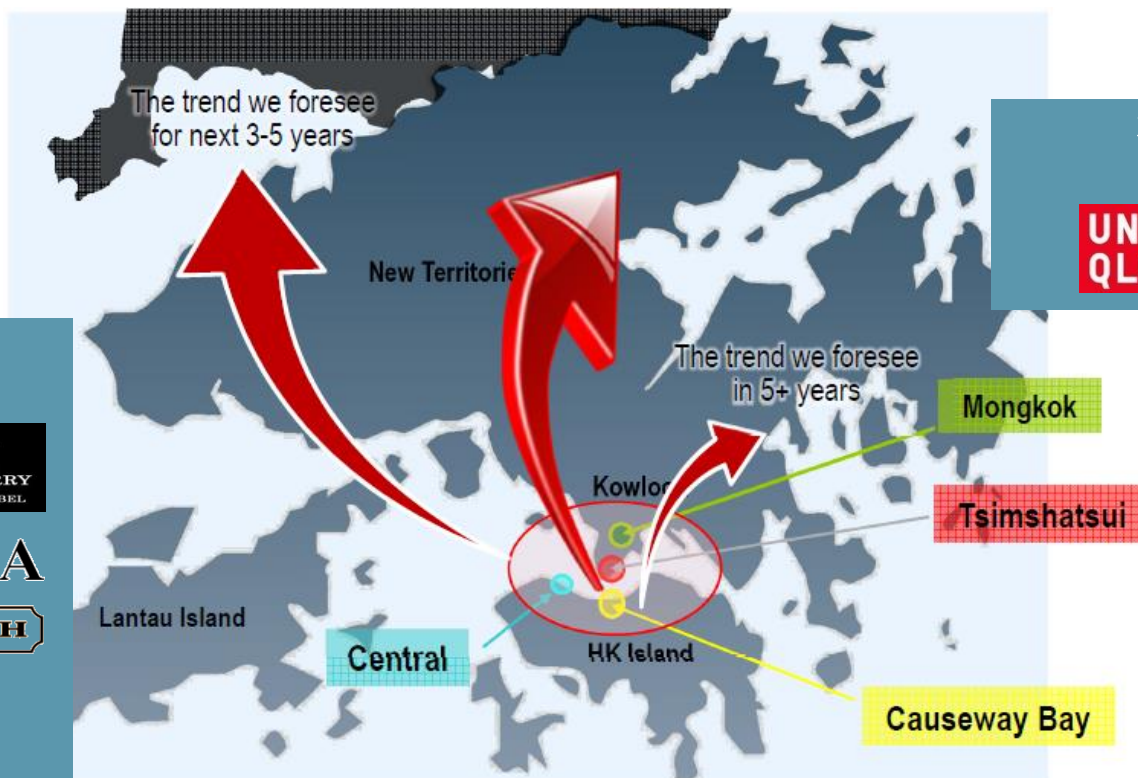 The trend we foresee
for next 3-5 years
UN
QL
New Territorie
The trend we foresee
in 5+ years
Mongkok
RRY
BEL
Kowloo
Tsimshatsui
A
Lantau Island
H
Central
HK Island
Causeway Bay